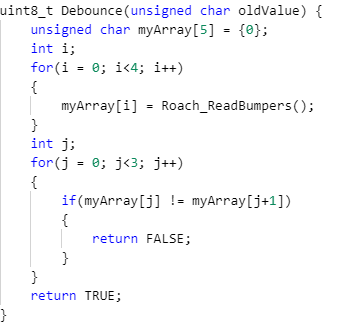 uint8_t Debounce(unsigned char oldValue) {
    unsigned char myArray[5] = {0};
    int i;
    for(i = 0; i<4; i++)
    {
        myArray[i] = Roach_ReadBumpers();
    }
    int j;
    for(j = 0; j<3; j++)
    {
        if(myArray[j] != myArray[j+1])
        {
            return FALSE;
        }
    }
    return TRUE;
}